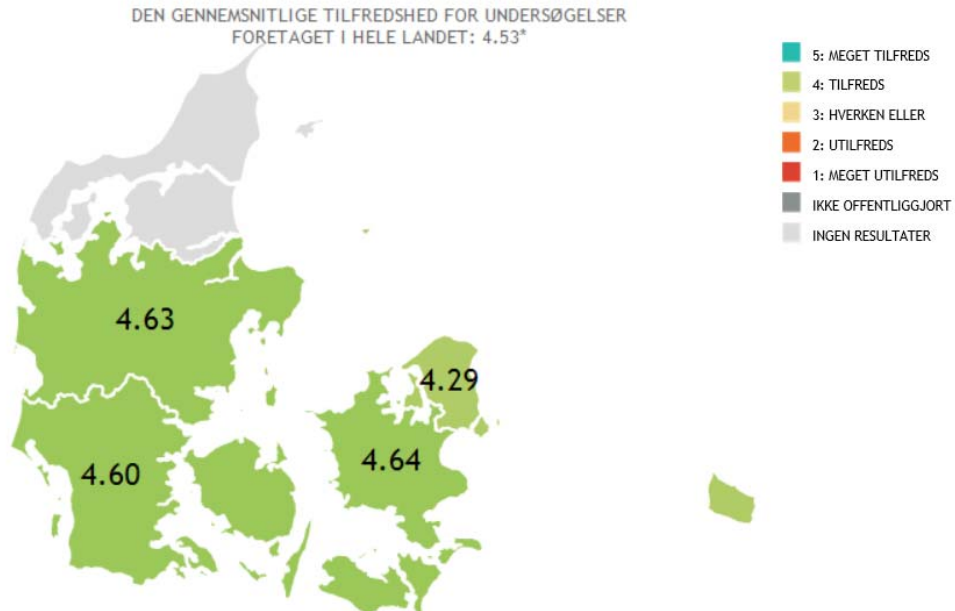 DEN GENNEMSNITLIGE TILFREDSHED FOR UNDERSØGELSER
FORETAGET I HELE LANDET: 4.53*
5: MEGET TILFREDS
4: TILFREDS
3: HVERKEN ELLER
2: UTILFREDS
1: MEGET UTILFREDS
IKKE OFFENTLIGGJORT
INGEN RESULTATER
4.63
4.29
4.60
4.64